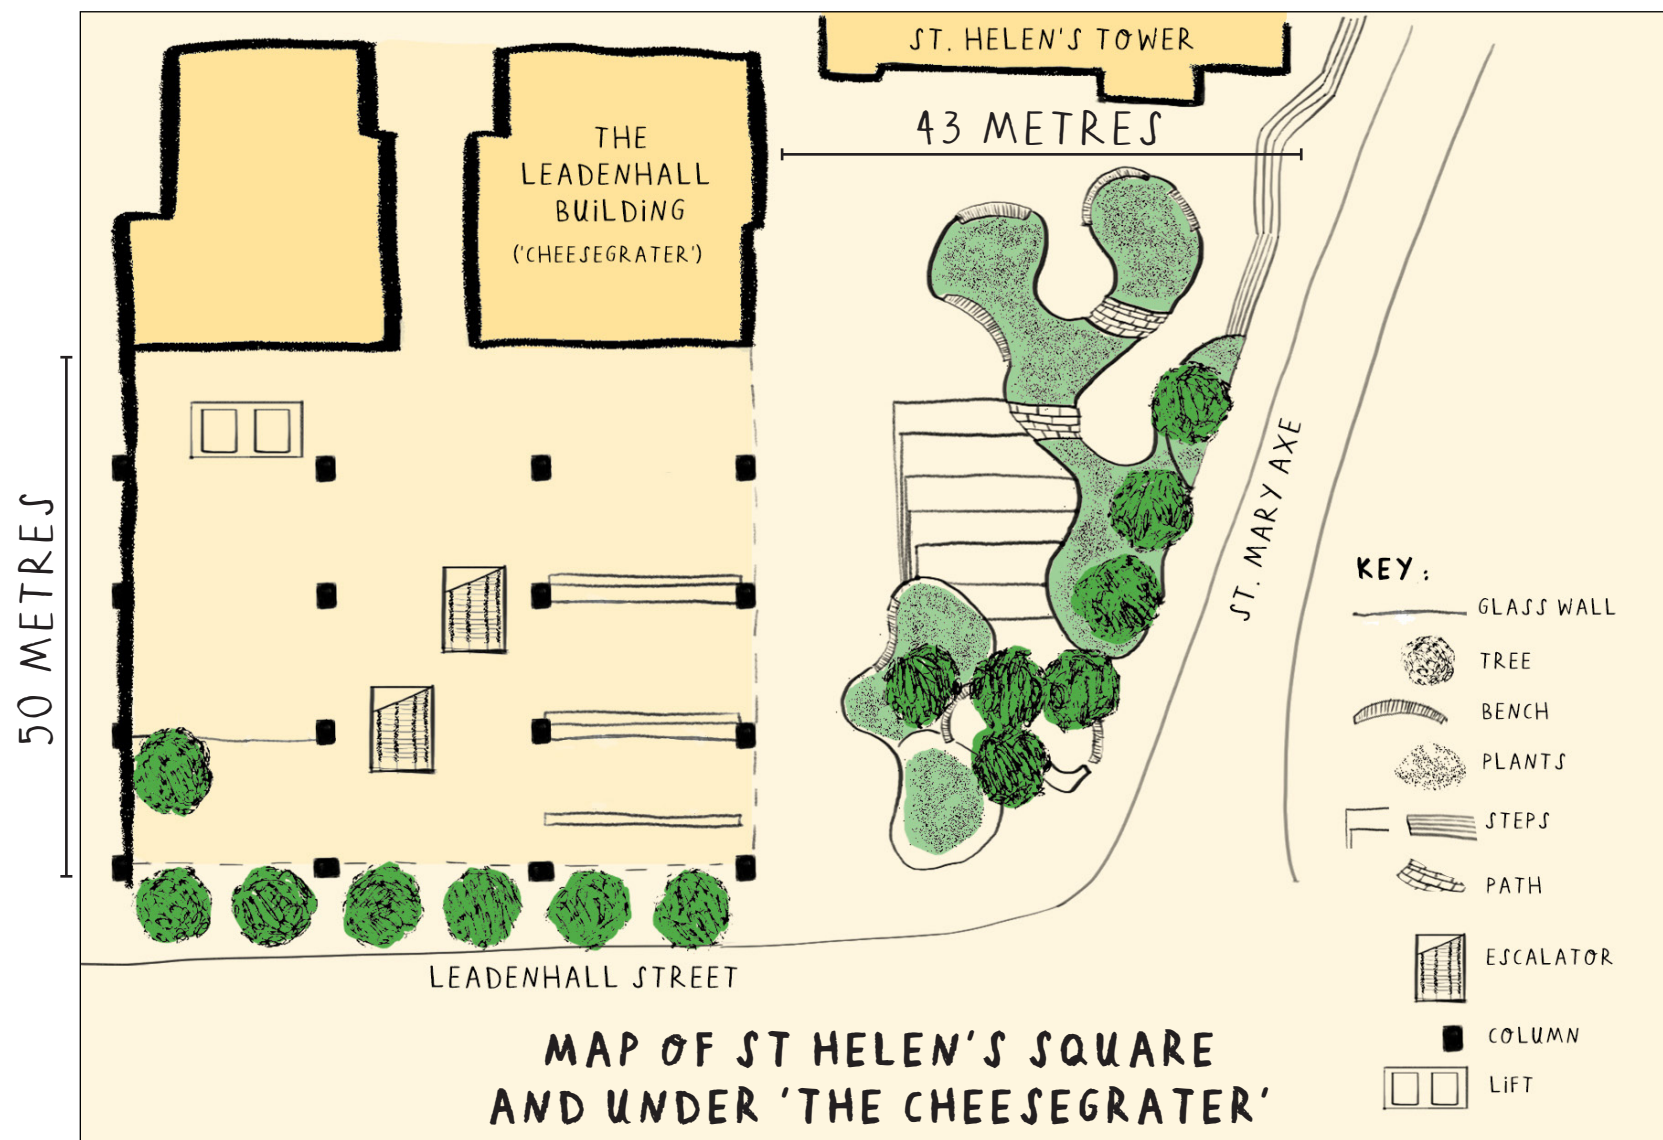 ST. HELEN'S TOWER
43 METRES
THE
LEADENHALL
BUILDING
('CHEESEGRATER')
50 METRES
ST. MARY AXE
KEY:
GLASS WALL
TREE
BENCH
PLANTS
STEPS
PATH
ESCALATOR
COLUMN
LIFT
LEADENHALL STREET
MAP OF ST HELEN'S SQUARE
AND UNDER 'THE CHEESEGRATER'